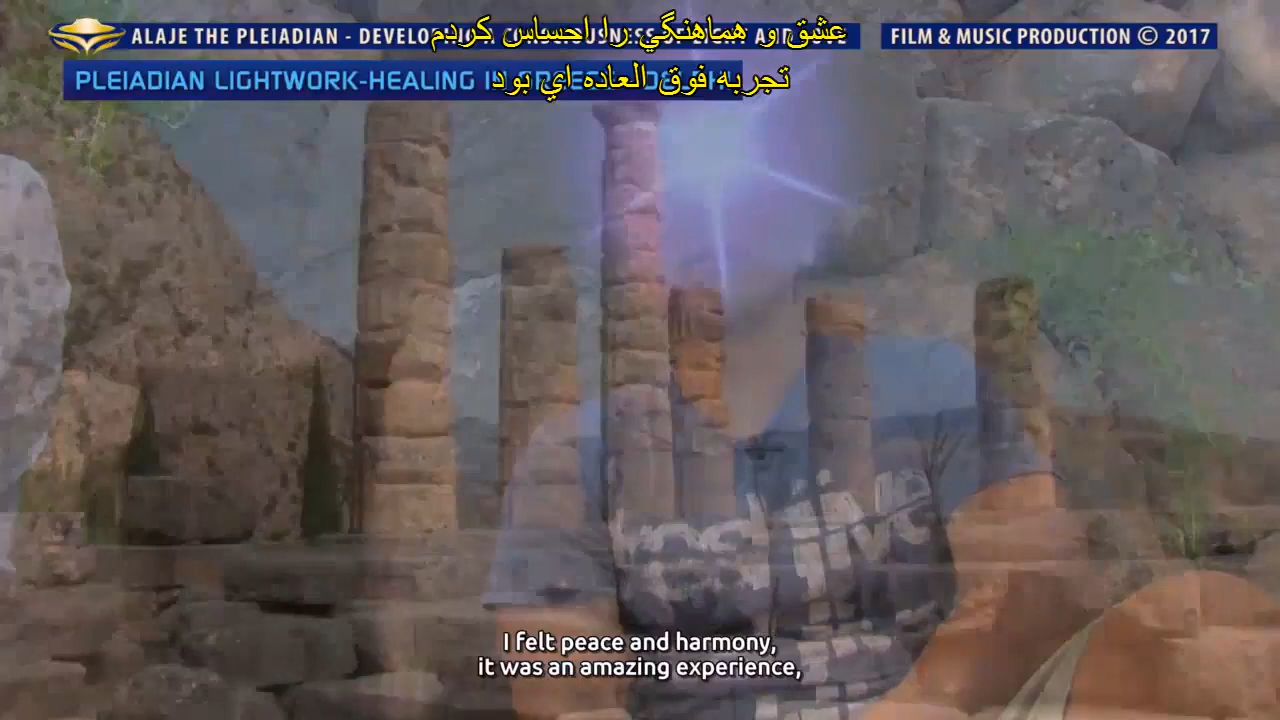 ALAJE THE PLEIADIAN - DEVELO
عشق و هماهنگي را احساس كردم
FILM & MUSIC PRODUCTION © 2017
PLEIADIAN LIGHTWORK-HEALING
تجربه فوق العاده اي بود
I felt peace and harmony,
it was an amazing experience,